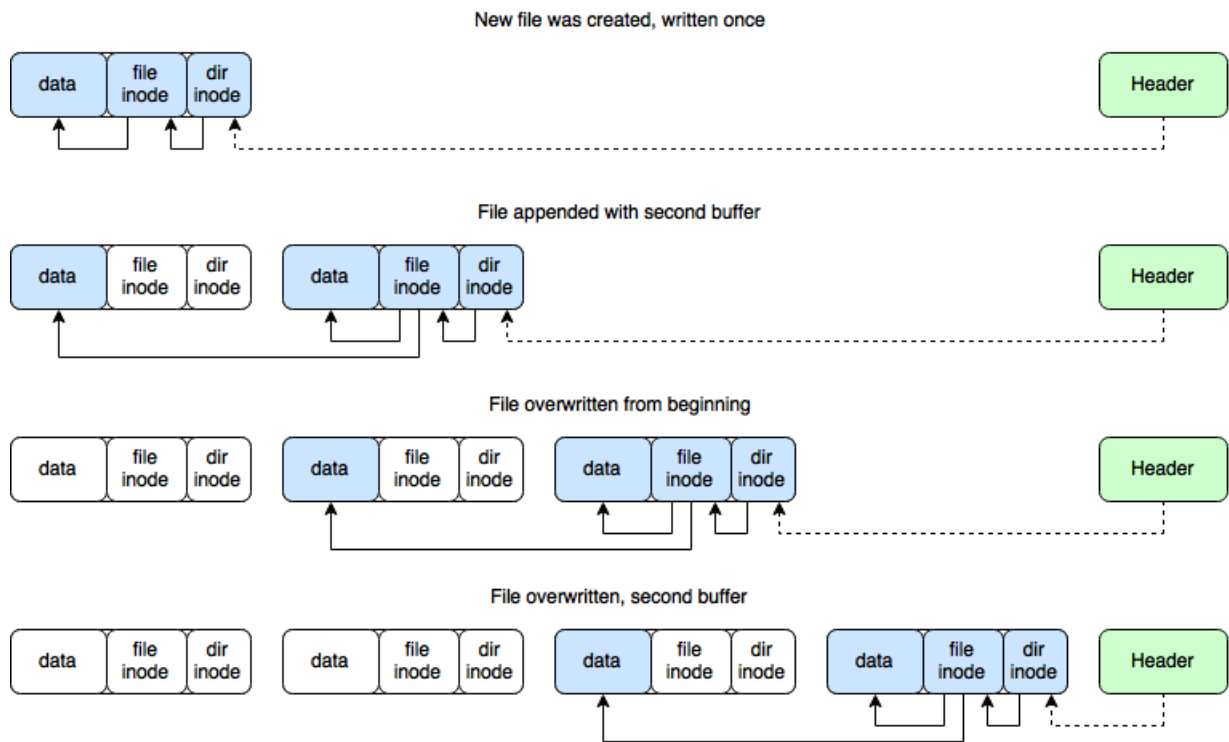 New file was created, written once
data
file
inode
dir
inode
Header
File appended with second buffer
data
file
inode
dir
inode
data
file
inode
dir
inode
Header
File overwritten from beginning
data
file
inode
dir
inode
data
file
inode
dir
inode
data
file
inode
dir
inode
Header
File overwritten, second buffer
data
file
inode
dir
inode
data
file
inode
dir
inode
data
file
inode
dir
inode
data
file
inode
dir
inode
Header